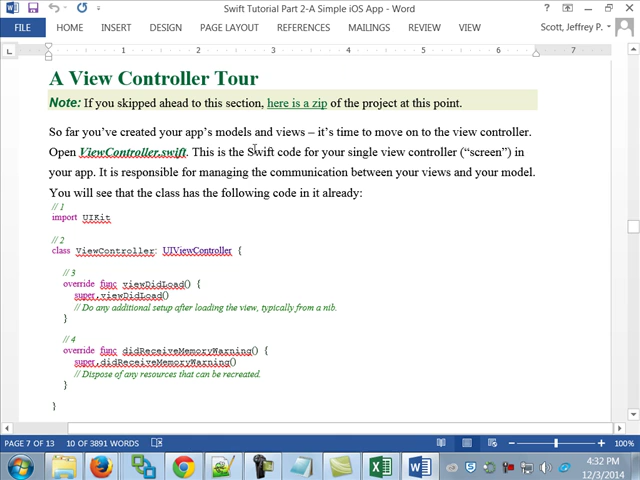 Swift Tutorial Part 2-A Simple iOS App - Word
FILE HOME INSERT DESIGN PAGE LAYOUT REFERENCES MAILINGS REVIEW VIEW Scott, Jeffrey P.
1 2 3 4 5 6 7
A View Controller Tour
Note: If you skipped ahead to this section, here is a zip of the project at this point.
So far you've created your app's models and views – it's time to move on to the view controller.
Open ViewController.swift. This is the Swift code for your single view controller (“screen”) in
your app. It is responsible for managing the communication between your views and your model.
You will see that the class has the following code in it already:
// 1
import UIKit
// 2
class ViewController: UIViewController {
// 3
override func viewDidLoad() {
super.viewDidLoad()
// Do any additional setup after loading the view, typically from a nib.
}
// 4
override func didReceiveMemoryWarning() {
super.didReceiveMemoryWarning()
// Dispose of any resources that can be recreated.
}
}
PAGE 7 OF 13 10 OF 3891 WORDS 100%
4:32 PM
12/3/2014